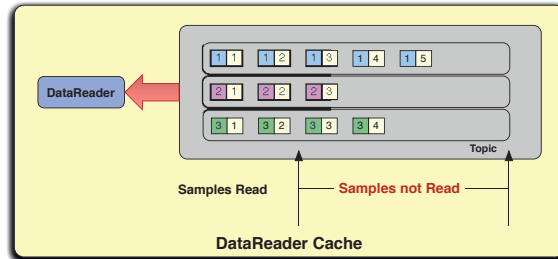 1 1 1 2 1 3 1 4 1 5
2 1 2 2 2 3
DataReader
3 1 3 2 3 3 3 4
Topic
Samples Read
Samples not Read
DataReader Cache